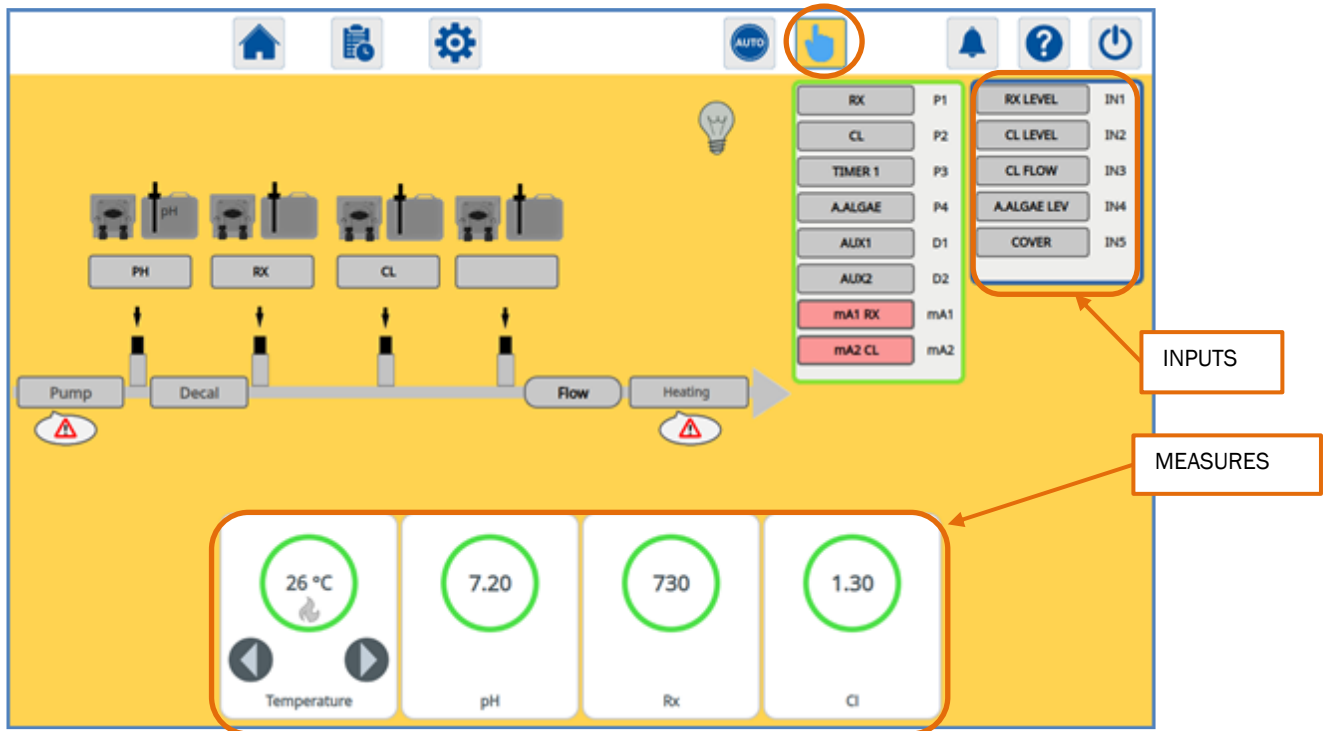 AUTO
?
RX P1
CL P2
TIMER 1 P3
A.ALGAE P4
AUX1 D1
AUX2 D2
mA1 RX mA1
mA2 CL mA2
RX LEVEL IN1
CL LEVEL IN2
CL FLOW IN3
A.ALGAE LEV IN4
COVER IN5
pH
PH RX CL
Pump Decal Flow Heating
INPUTS
MEASURES
26 °C 7.20 730 1.30
Temperature pH Rx Cl